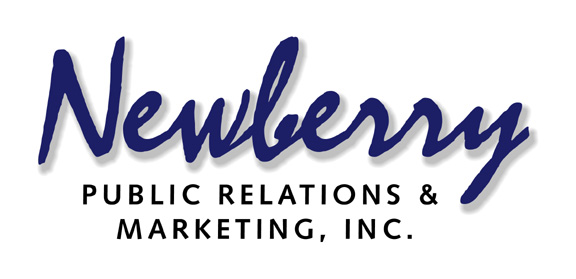 Newberry
PUBLIC RELATIONS &
MARKETING, INC.